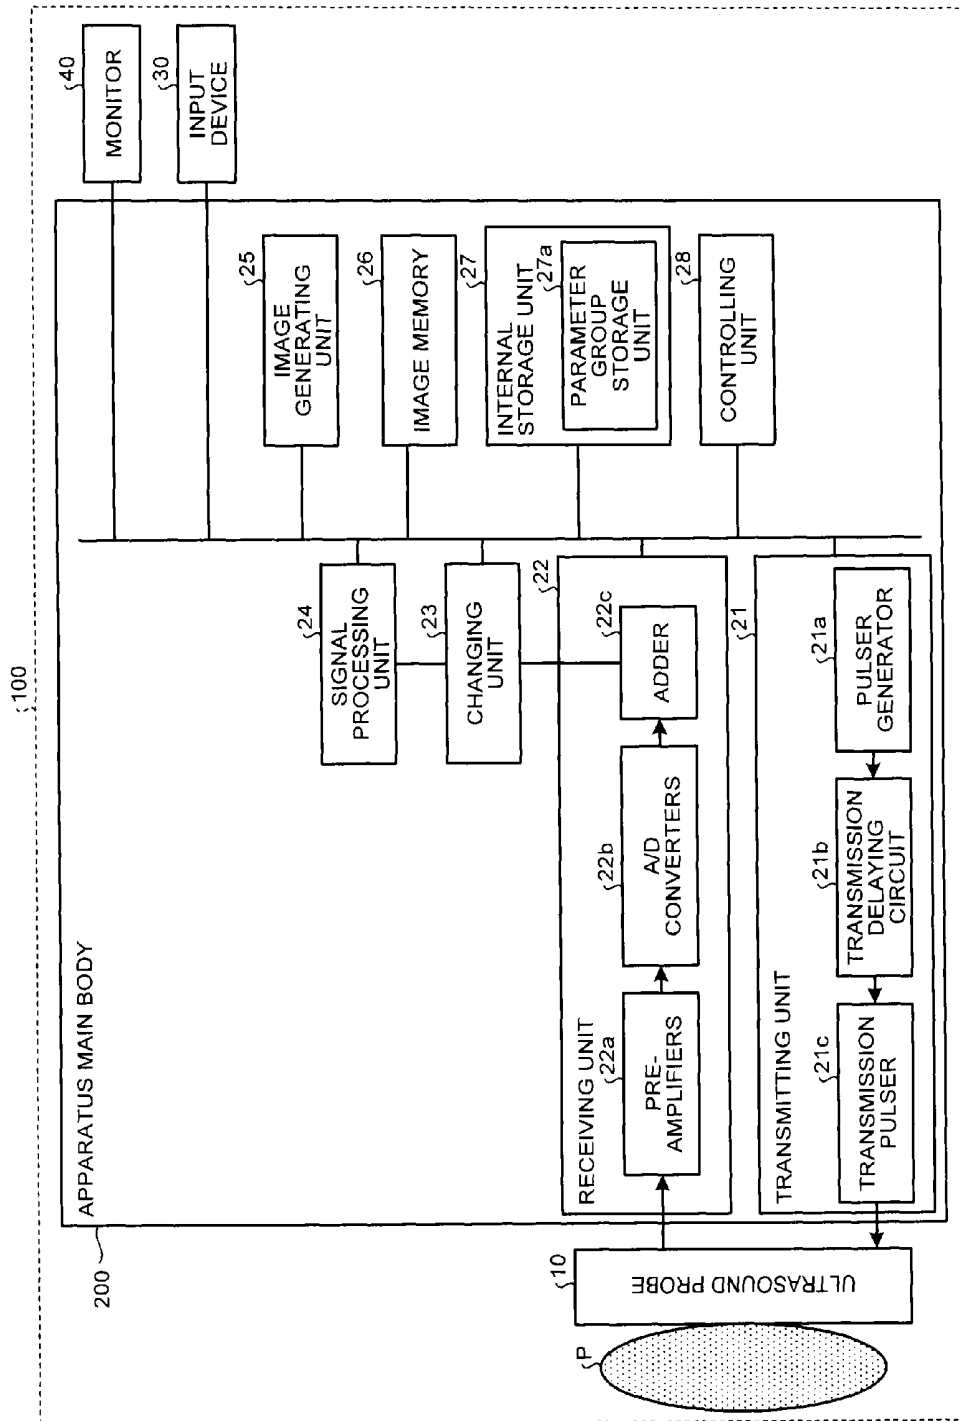 100
200
APPARATUS MAIN BODY
40
MONITOR
30
INPUT
DEVICE
25
IMAGE
GENERATING
UNIT
26
IMAGE MEMORY
27
INTERNAL
STORAGE UNIT
27a
PARAMETER
GROUP
STORAGE
UNIT
28
CONTROLLING
UNIT
24
SIGNAL
PROCESSING
UNIT
23
CHANGING
UNIT
22
RECEIVING UNIT
22a
PRE-
AMPLIFIERS
22b
A/D
CONVERTERS
22c
ADDER
21
TRANSMITTING UNIT
21c
TRANSMISSION
PULSER
21b
TRANSMISSION
DELAYING
CIRCUIT
21a
PULSER
GENERATOR
10
ULTRASOUND PROBE
P